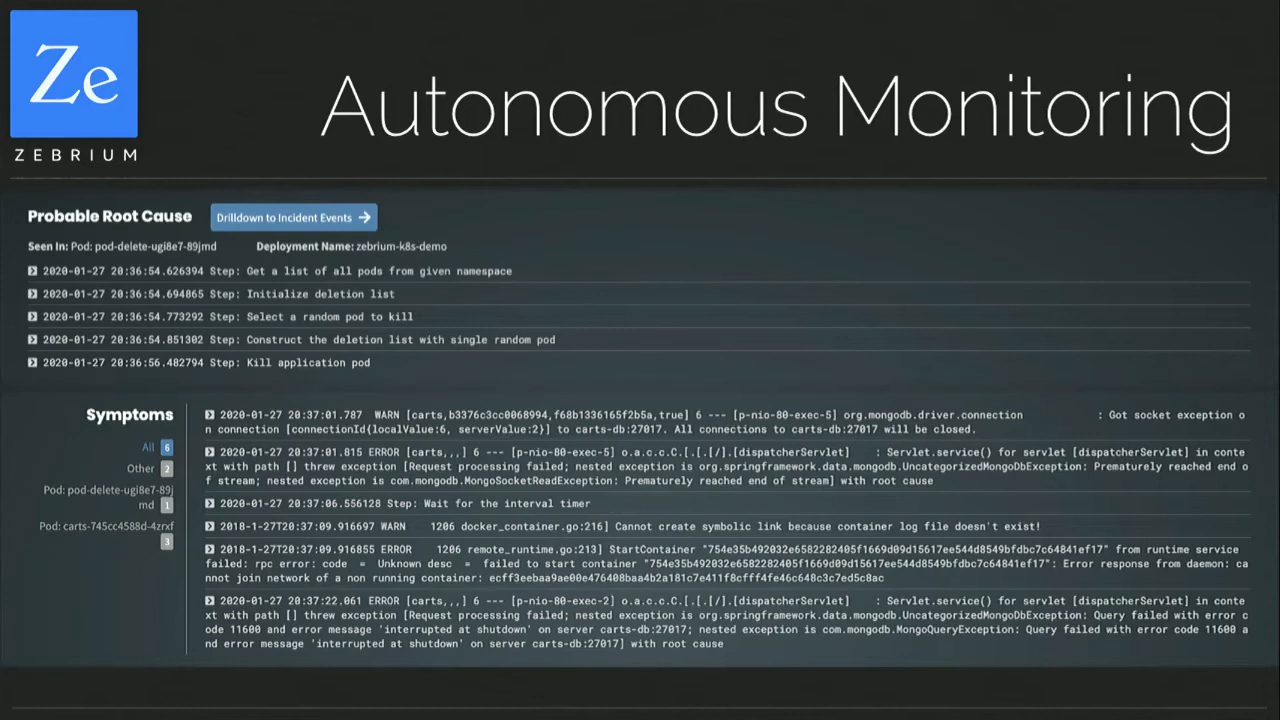 Ze
ZEBRIUM
Autonomous Monitoring
Probable Root Cause
Drilldown to Incident Events
Seen In: Pod: pod-delete-ugi8e7-89jmd
Deployment Name: zebrium-k8s-demo
2020-01-27 20:36:54.626394 Step: Get a list of all pods from given namespace
2020-01-27 20:36:54.694865 Step: Initialize deletion list
2020-01-27 20:36:54.773292 Step: Select a random pod to kill
2020-01-27 20:36:54.851302 Step: Construct the deletion list with single random pod
2020-01-27 20:36:56.482794 Step: Kill application pod
Symptoms
All 6
Other 2
Pod: pod-delete-ugi8e7-89j
md 1
Pod: carts-745cc4588d-4zrxf
3
2020-01-27 20:37:01.787 WARN [carts,b3376c3cc0068994,f68b1336165f2b5a,true] 6 --- [p-nio-80-exec-5] org.mongodb.driver.connection : Got socket exception o
n connection [connectionId{localValue:6, serverValue:2}] to carts-db:27017. All connections to carts-db:27017 will be closed.
2020-01-27 20:37:01.815 ERROR [carts,,,] 6 --- [p-nio-80-exec-5] o.a.c.c.C.[.[.[/].[dispatcherServlet] : Servlet.service() for servlet [dispatcherServlet] in conte
xt with path [] threw exception [Request processing failed; nested exception is org.springframework.data.mongodb.UncategorizedMongoDbException: Prematurely reached end o
f stream; nested exception is com.mongodb.MongoSocketReadException: Prematurely reached end of stream] with root cause
2020-01-27 20:37:06.556128 Step: Wait for the interval timer
2018-1-27T20:37:09.916697 WARN 1206 docker_container.go:216] Cannot create symbolic link because container log file doesn't exist!
2018-1-27T20:37:09.916855 ERROR 1206 remote_runtime.go:213] StartContainer "754e35b492032e6582282405f1669d09d15617ee544d8549bfdbc7c64841ef17" from runtime service
failed: rpc error: code = Unknown desc = failed to start container "754e35b492032e6582282405f1669d09d15617ee544d8549bfdbc7c64841ef17": Error response from daemon: ca
nnot join network of a non running container: ecff3eebaa9ae00e476408baa4b2a181c7e411f8cfff4fe46c648c3c7ed5c8ac
2020-01-27 20:37:22.061 ERROR [carts,,,] 6 --- [p-nio-80-exec-2] o.a.c.c.C.[.[.[/].[dispatcherServlet] : Servlet.service() for servlet [dispatcherServlet] in conte
xt with path [] threw exception [Request processing failed; nested exception is org.springframework.data.mongodb.UncategorizedMongoDbException: Query failed with error c
ode 11600 and error message 'interrupted at shutdown' on server carts-db:27017; nested exception is com.mongodb.MongoQueryException: Query failed with error code 11600 a
nd error message 'interrupted at shutdown' on server carts-db:27017] with root cause